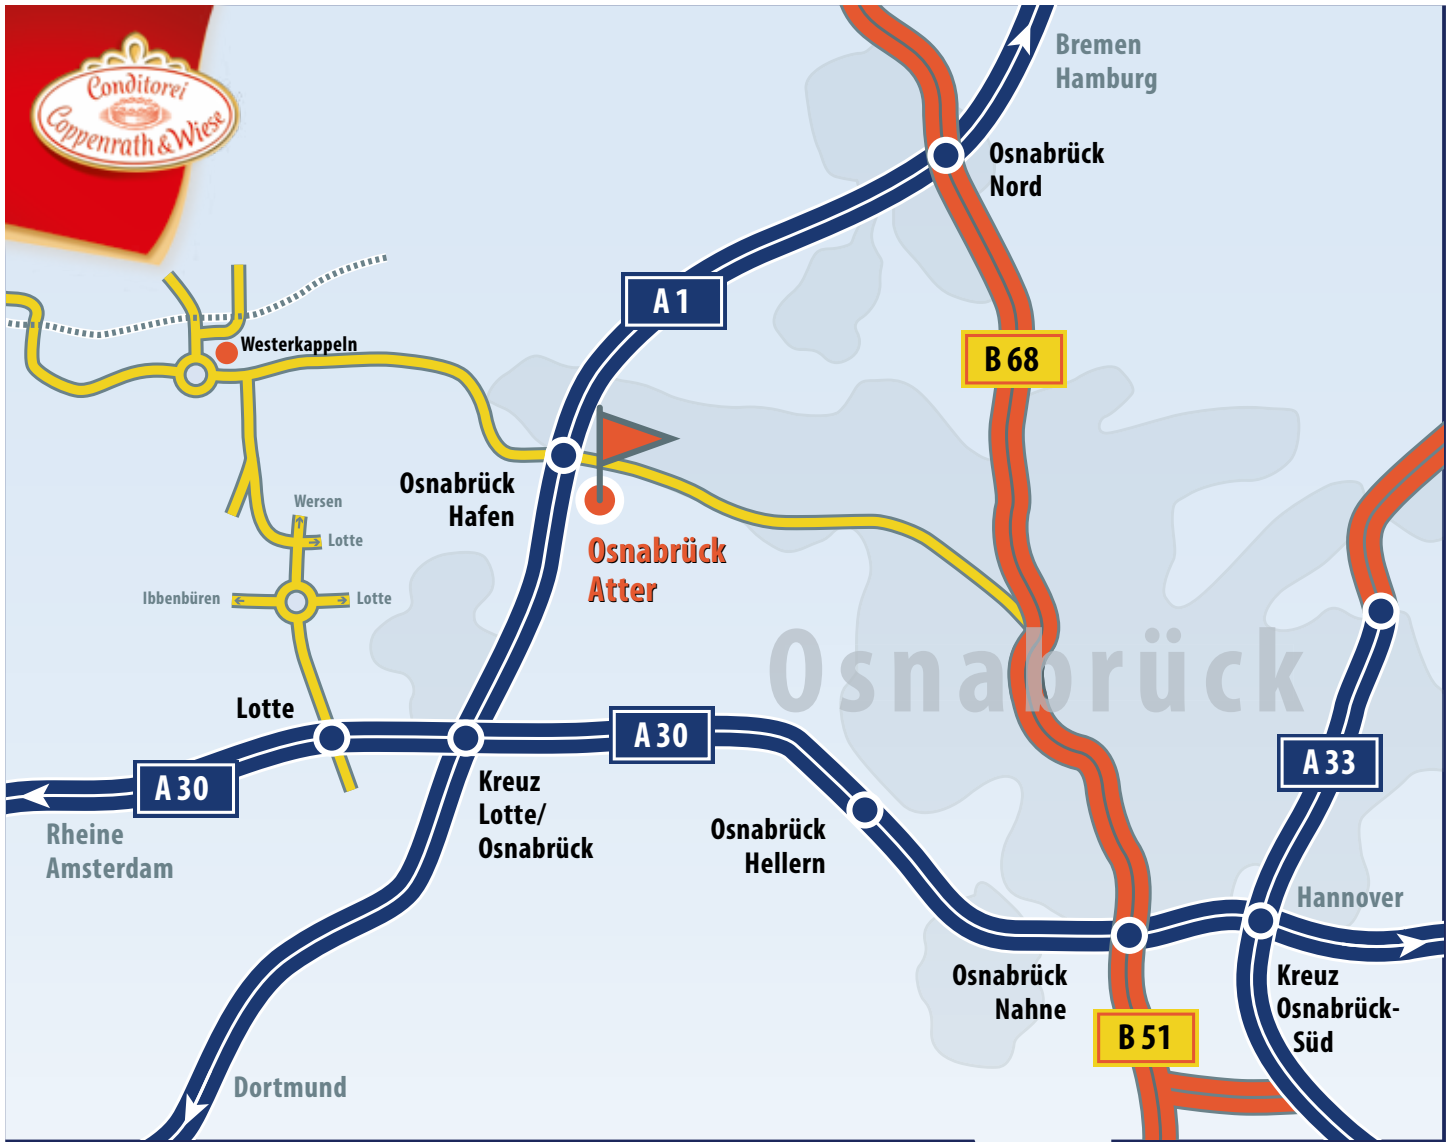 Conditorei
Coppenrath & Wiese
Bremen
Hamburg
Osnabrück
Nord
A 1
B 68
Westerkappeln
Osnabrück
Hafen
Wersen
Lotte
Osnabrück
Atter
Ibbenbüren
Lotte
Osnabrück
Lotte
A 30
A 30
A 33
Kreuz
Lotte/
Osnabrück
Rheine
Amsterdam
Osnabrück
Hellern
Hannover
Osnabrück
Nahne
Kreuz
Osnabrück-
Süd
B 51
Dortmund